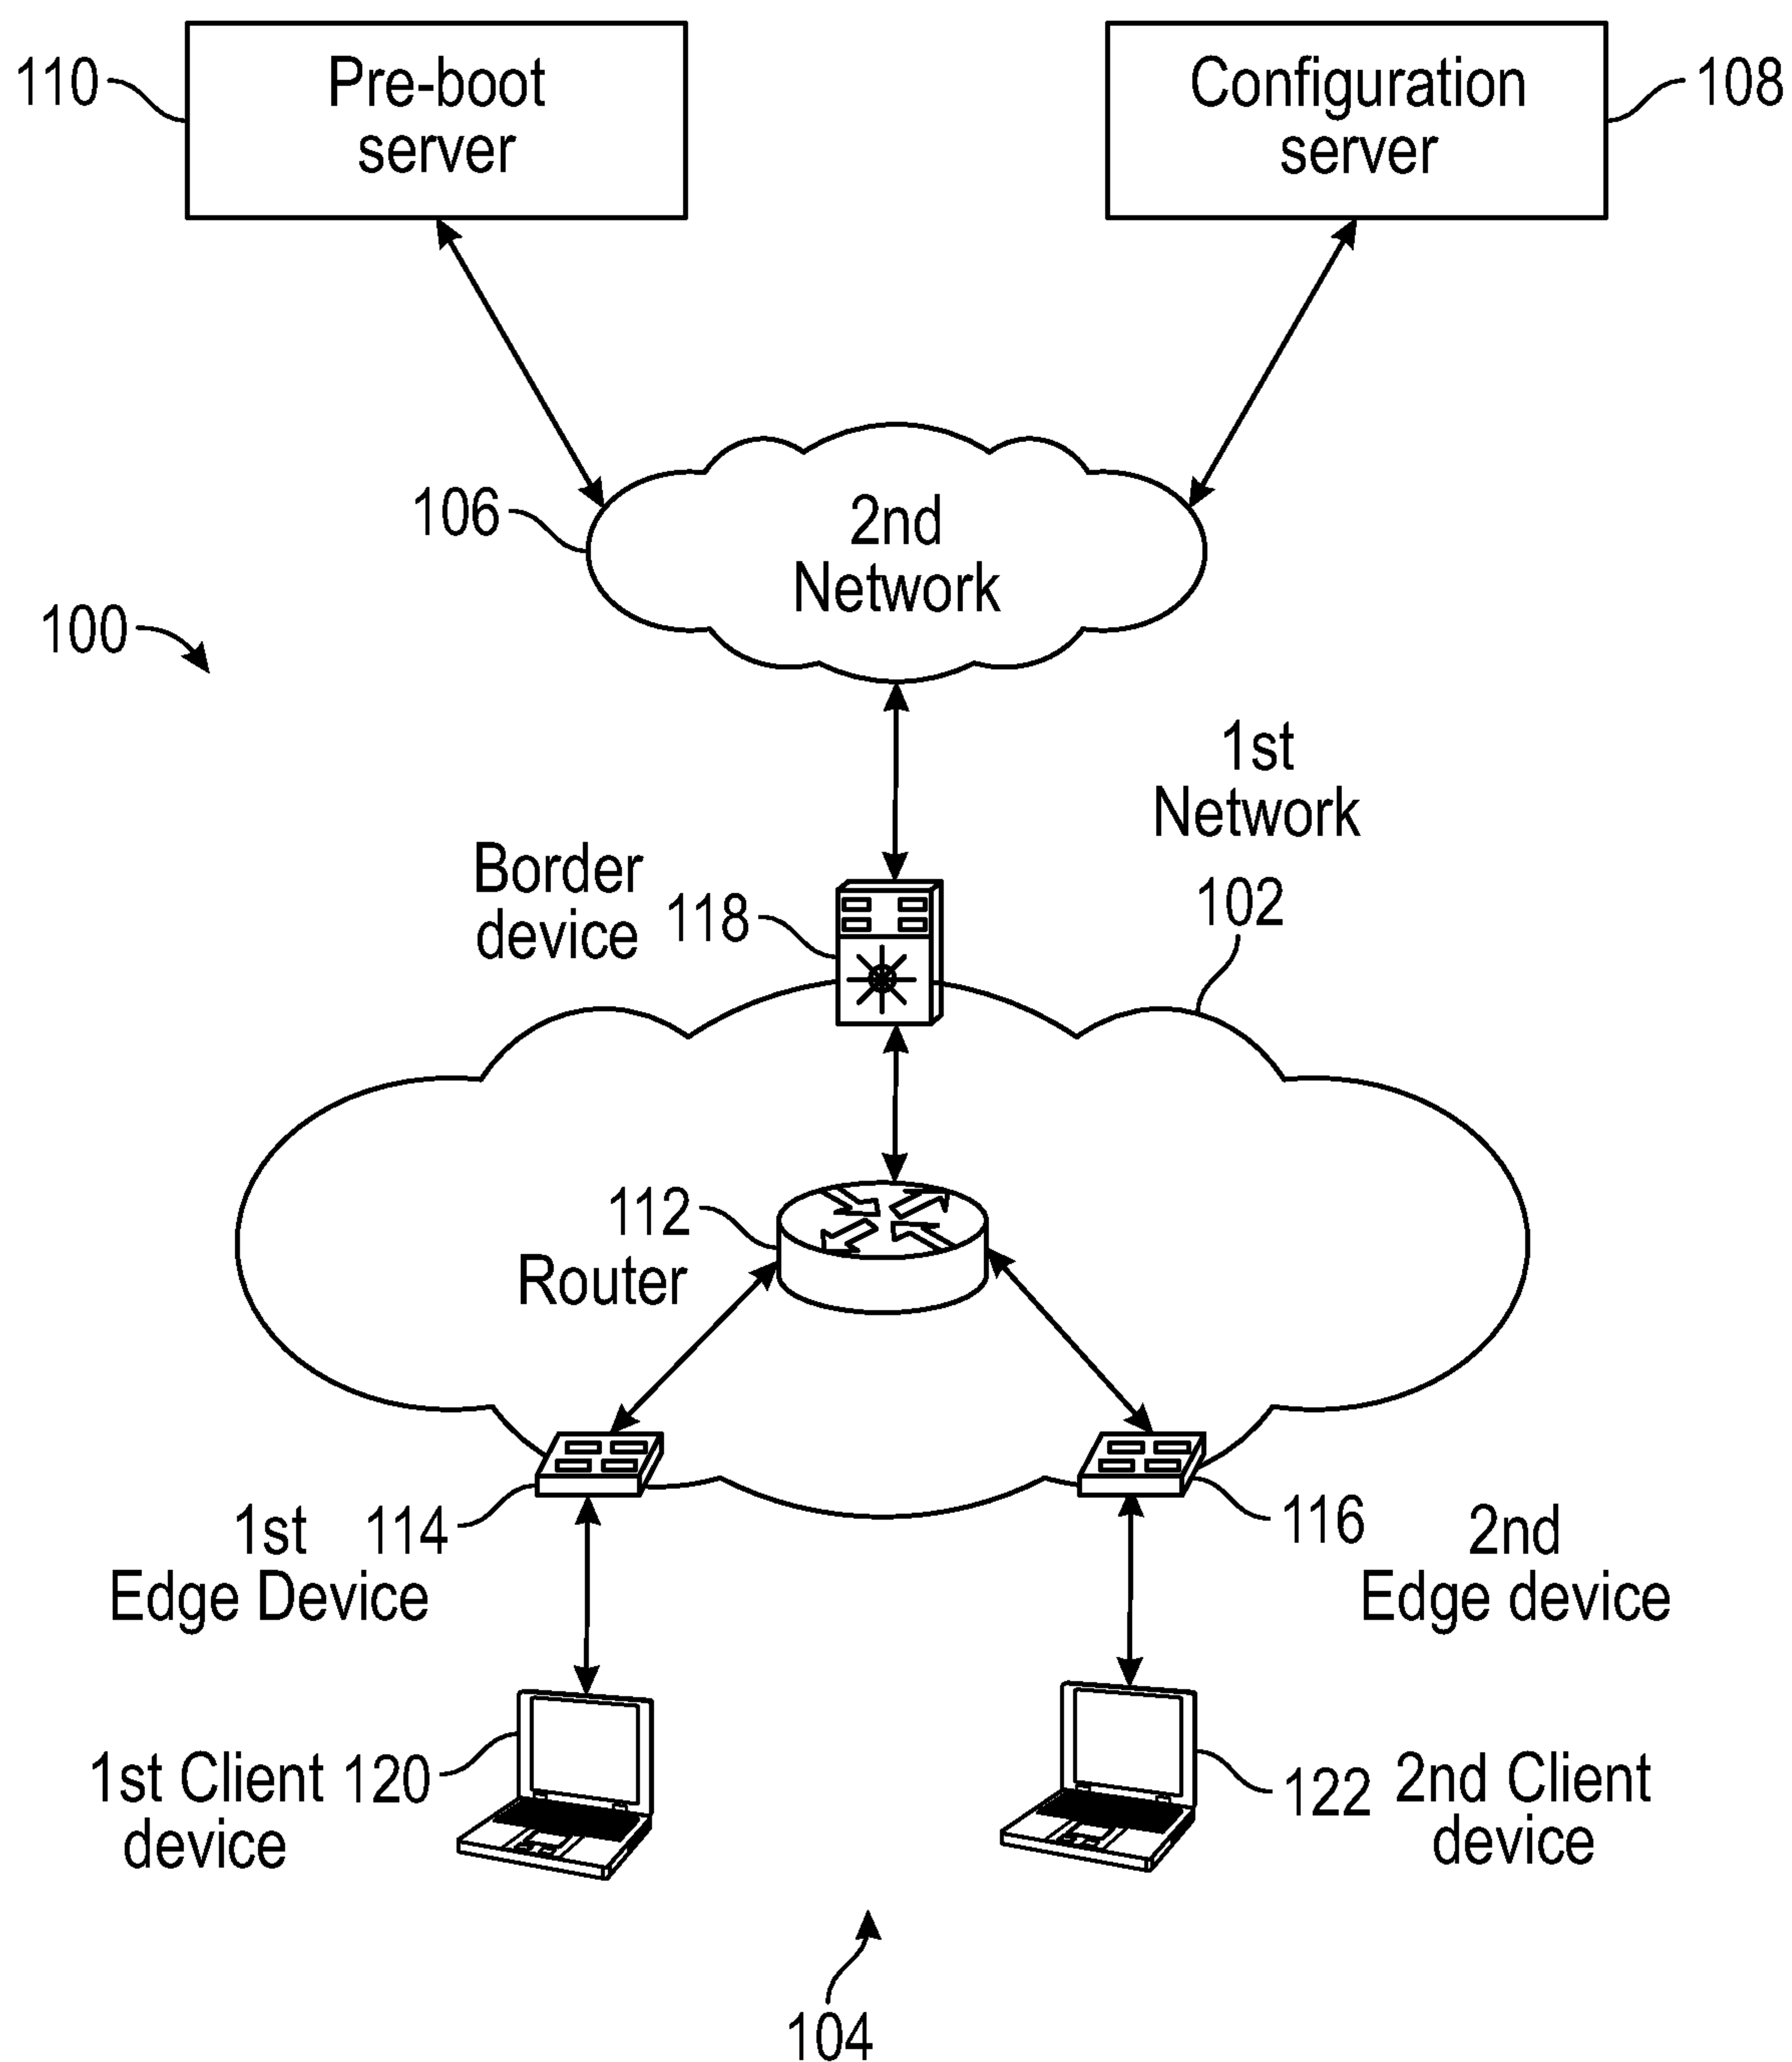 110
Pre-boot
server
Configuration
server
108
106
2nd
Network
100
1st
Network
102
Border
device
118
112
Router
1st
Edge Device
114
116
2nd
Edge device
1st Client
device
120
122
2nd Client
device
104